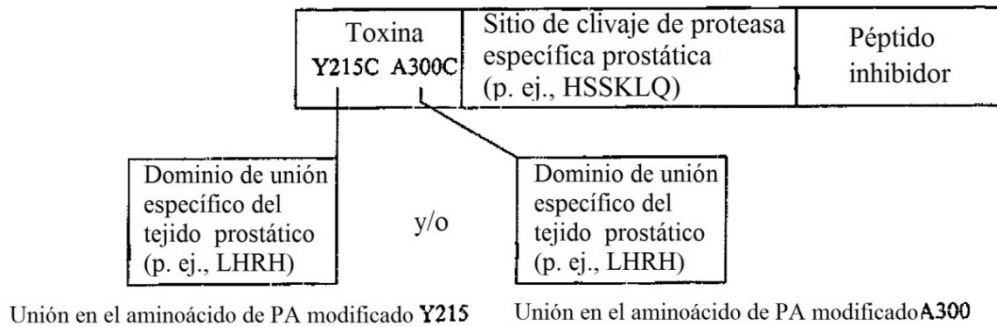 Toxina
Y215C A300C
Sitio de clivaje de proteasa
específica prostática
(p. ej., HSSKLQ)
Péptido
inhibidor
Dominio de unión
específico del
tejido prostático
(p. ej., LHRH)
y/o
Dominio de unión
específico del
tejido prostático
(p. ej., LHRH)
Unión en el aminoácido de PA modificado Y215
Unión en el aminoácido de PA modificado A300